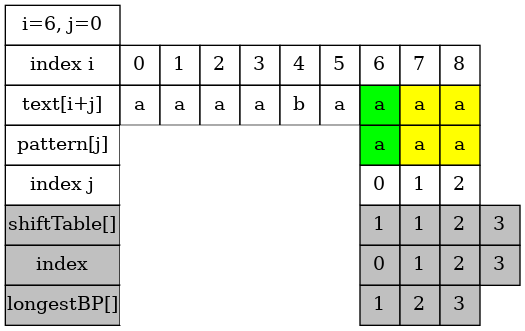 i=6, j=0
index i 0 1 2 3 4 5 6 7 8
text[i+j] a a a a b a a a a
pattern[j] a a a
index j 0 1 2
shiftTable[] 1 1 2 3
index 0 1 2 3
longestBP[] 1 2 3